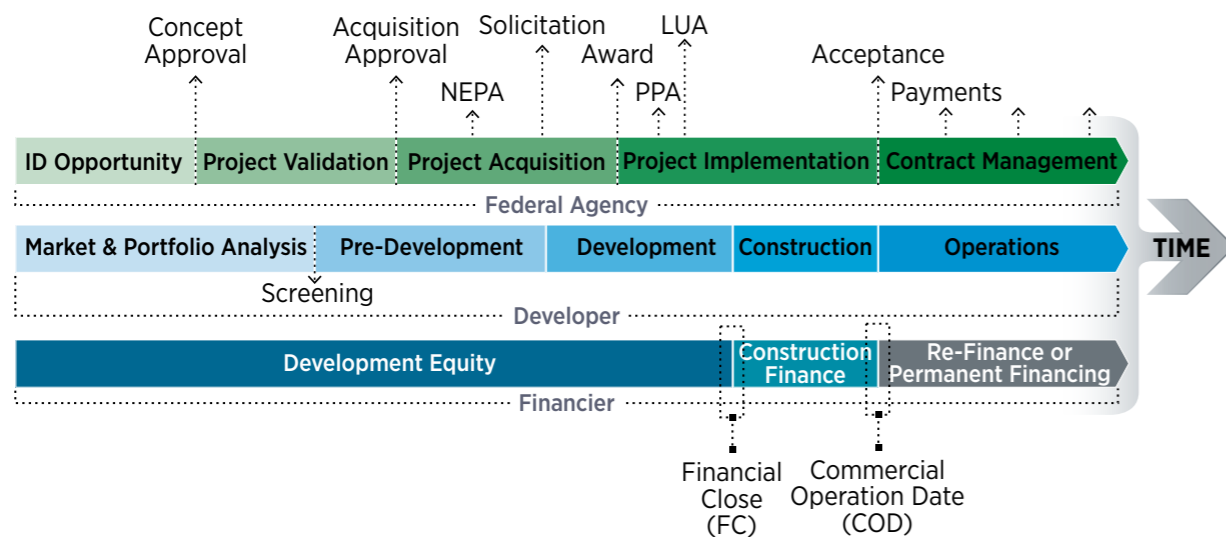 Concept
Approval
Acquisition
Approval
Solicitation
LUA
NEPA
Award
PPA
Acceptance
Payments
ID Opportunity
Project Validation
Project Acquisition
Project Implementation
Contract Management
Federal Agency
Market & Portfolio Analysis
Pre-Development
Development
Construction
Operations
TIME
Screening
Developer
Development Equity
Construction
Finance
Re-Finance or
Permanent Financing
Financier
Financial
Close
(FC)
Commercial
Operation Date
(COD)